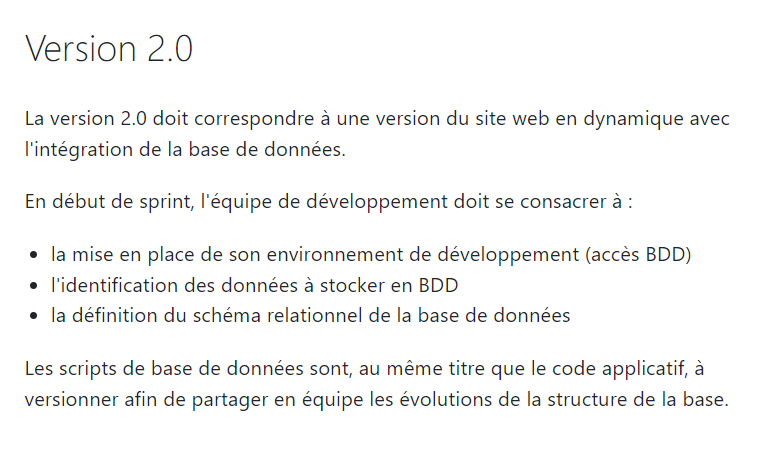 Version 2.0
La version 2.0 doit correspondre à une version du site web en dynamique avec
l'intégration de la base de données.
En début de sprint, l'équipe de développement doit se consacrer à :
• la mise en place de son environnement de développement (accès BDD)
• l'identification des données à stocker en BDD
• la définition du schéma relationnel de la base de données
Les scripts de base de données sont, au même titre que le code applicatif, à
versionner afin de partager en équipe les évolutions de la structure de la base.